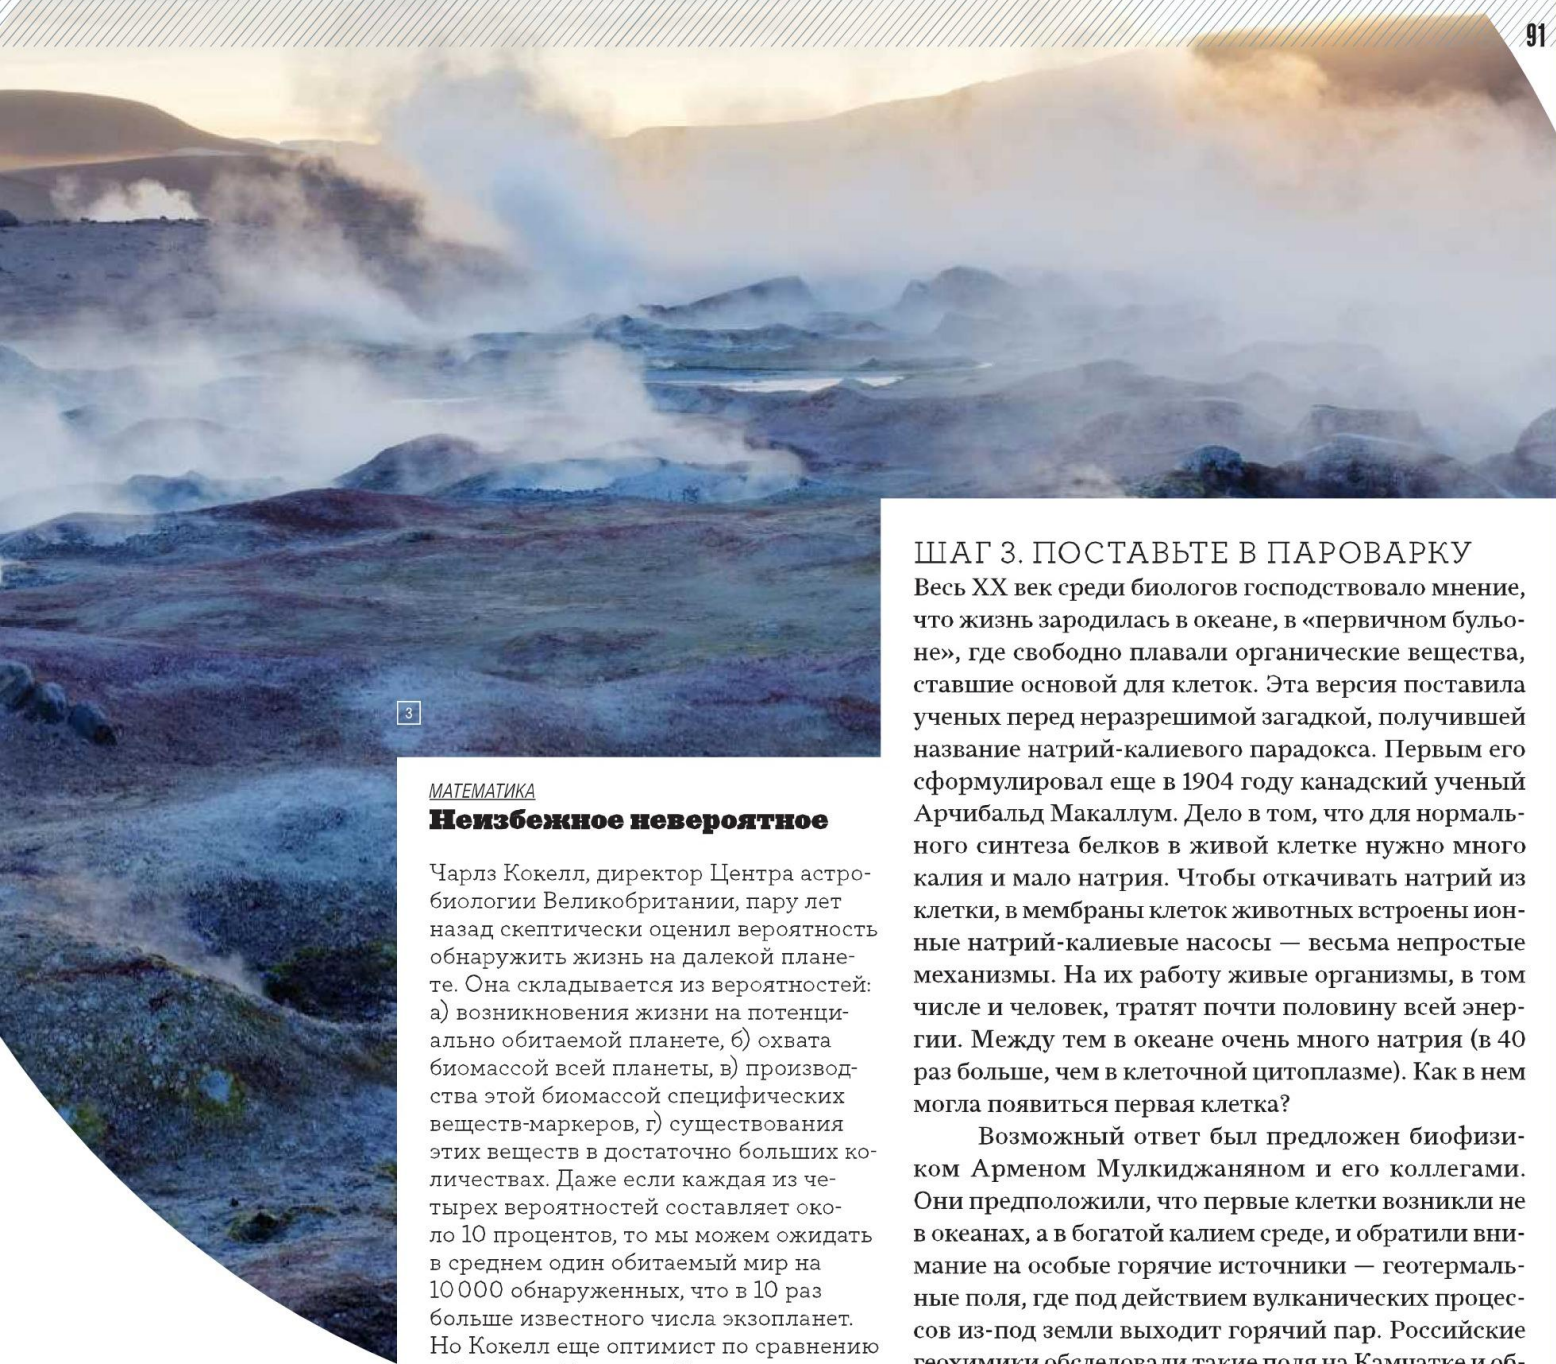 91
3
МАТЕМАТИКА
Неизбежное невероятное
Чарлз Кокелл, директор Центра астро-
биологии Великобритании, пару лет
назад скептически оценил вероятность
обнаружить жизнь на далекой плане-
те. Она складывается из вероятностей:
а) возникновения жизни на потенци-
ально обитаемой планете, б) охвата
биомассой всей планеты, в) производ-
ства этой биомассой специфических
веществ-маркеров, г) существования
этих веществ в достаточно больших ко-
личествах. Даже если каждая из че-
тырех вероятностей составляет око-
ло 10 процентов, то мы можем ожидать
в среднем один обитаемый мир на
10 000 обнаруженных, что в 10 раз
больше известного числа экзопланет.
Но Кокелл еще оптимист по сравнению
ШАГ 3. ПОСТАВЬТЕ В ПАРОВАРКУ
Весь XX век среди биологов господствовало мнение,
что жизнь зародилась в океане, в «первичном бульо-
не», где свободно плавали органические вещества,
ставшие основой для клеток. Эта версия поставила
ученых перед неразрешимой загадкой, получившей
название натрий-калиевого парадокса. Первым его
сформулировал еще в 1904 году канадский ученый
Арчибальд Макаллум. Дело в том, что для нормаль-
ного синтеза белков в живой клетке нужно много
калия и мало натрия. Чтобы откачивать натрий из
клетки, в мембраны клеток животных встроены ион-
ные натрий-калиевые насосы — весьма непростые
механизмы. На их работу живые организмы, в том
числе и человек, тратят почти половину всей энер-
гии. Между тем в океане очень много натрия (в 40
раз больше, чем в клеточной цитоплазме). Как в нем
могла появиться первая клетка?
Возможный ответ был предложен биофизи-
ком Арменом Мулкиджаняном и его коллегами.
Они предположили, что первые клетки возникли не
в океанах, а в богатой калием среде, и обратили вни-
мание на особые горячие источники — геотермаль-
ные поля, где под действием вулканических процес-
сов из-под земли выходит горячий пар. Российские
геохимики обследовали такие поля на Камчатке и об-